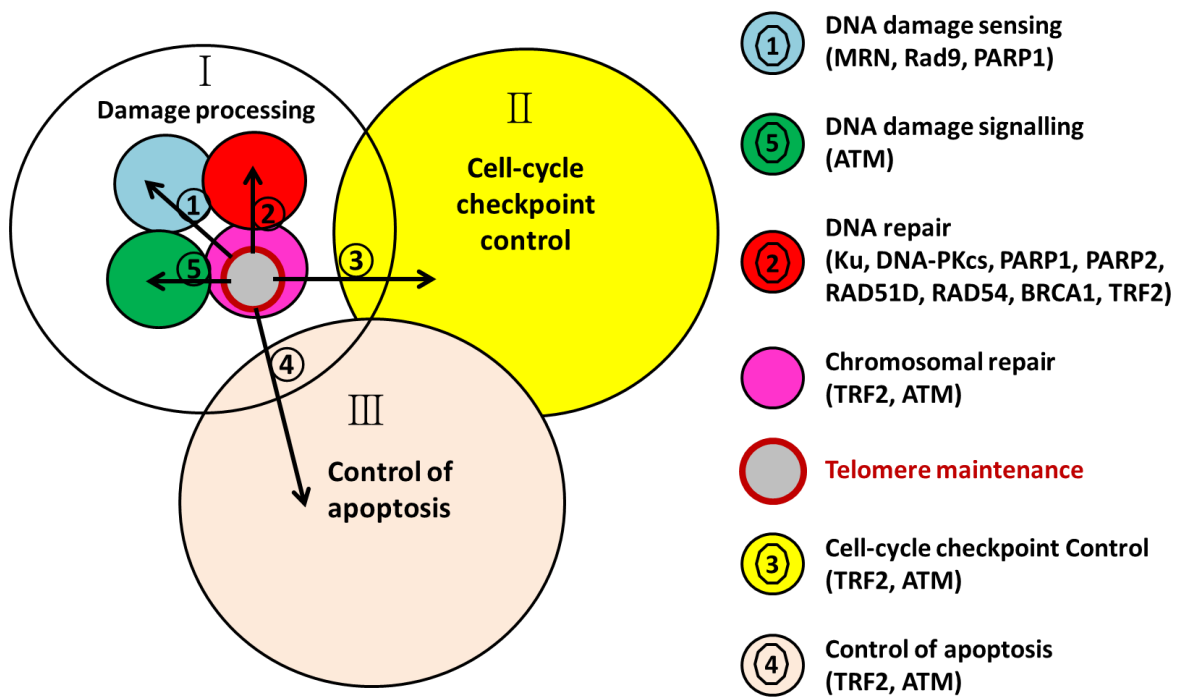 Ⅰ
Damage processing
①
②
⑤
③
④
Ⅱ
Cell-cycle
checkpoint
control
Ⅲ
Control of
apoptosis
1
DNA damage sensing
(MRN, Rad9, PARP1)
5
DNA damage signalling
(ATM)
2
DNA repair
(Ku, DNA-PKcs, PARP1, PARP2,
RAD51D, RAD54, BRCA1, TRF2)
Chromosomal repair
(TRF2, ATM)
Telomere maintenance
3
Cell-cycle checkpoint Control
(TRF2, ATM)
4
Control of apoptosis
(TRF2, ATM)